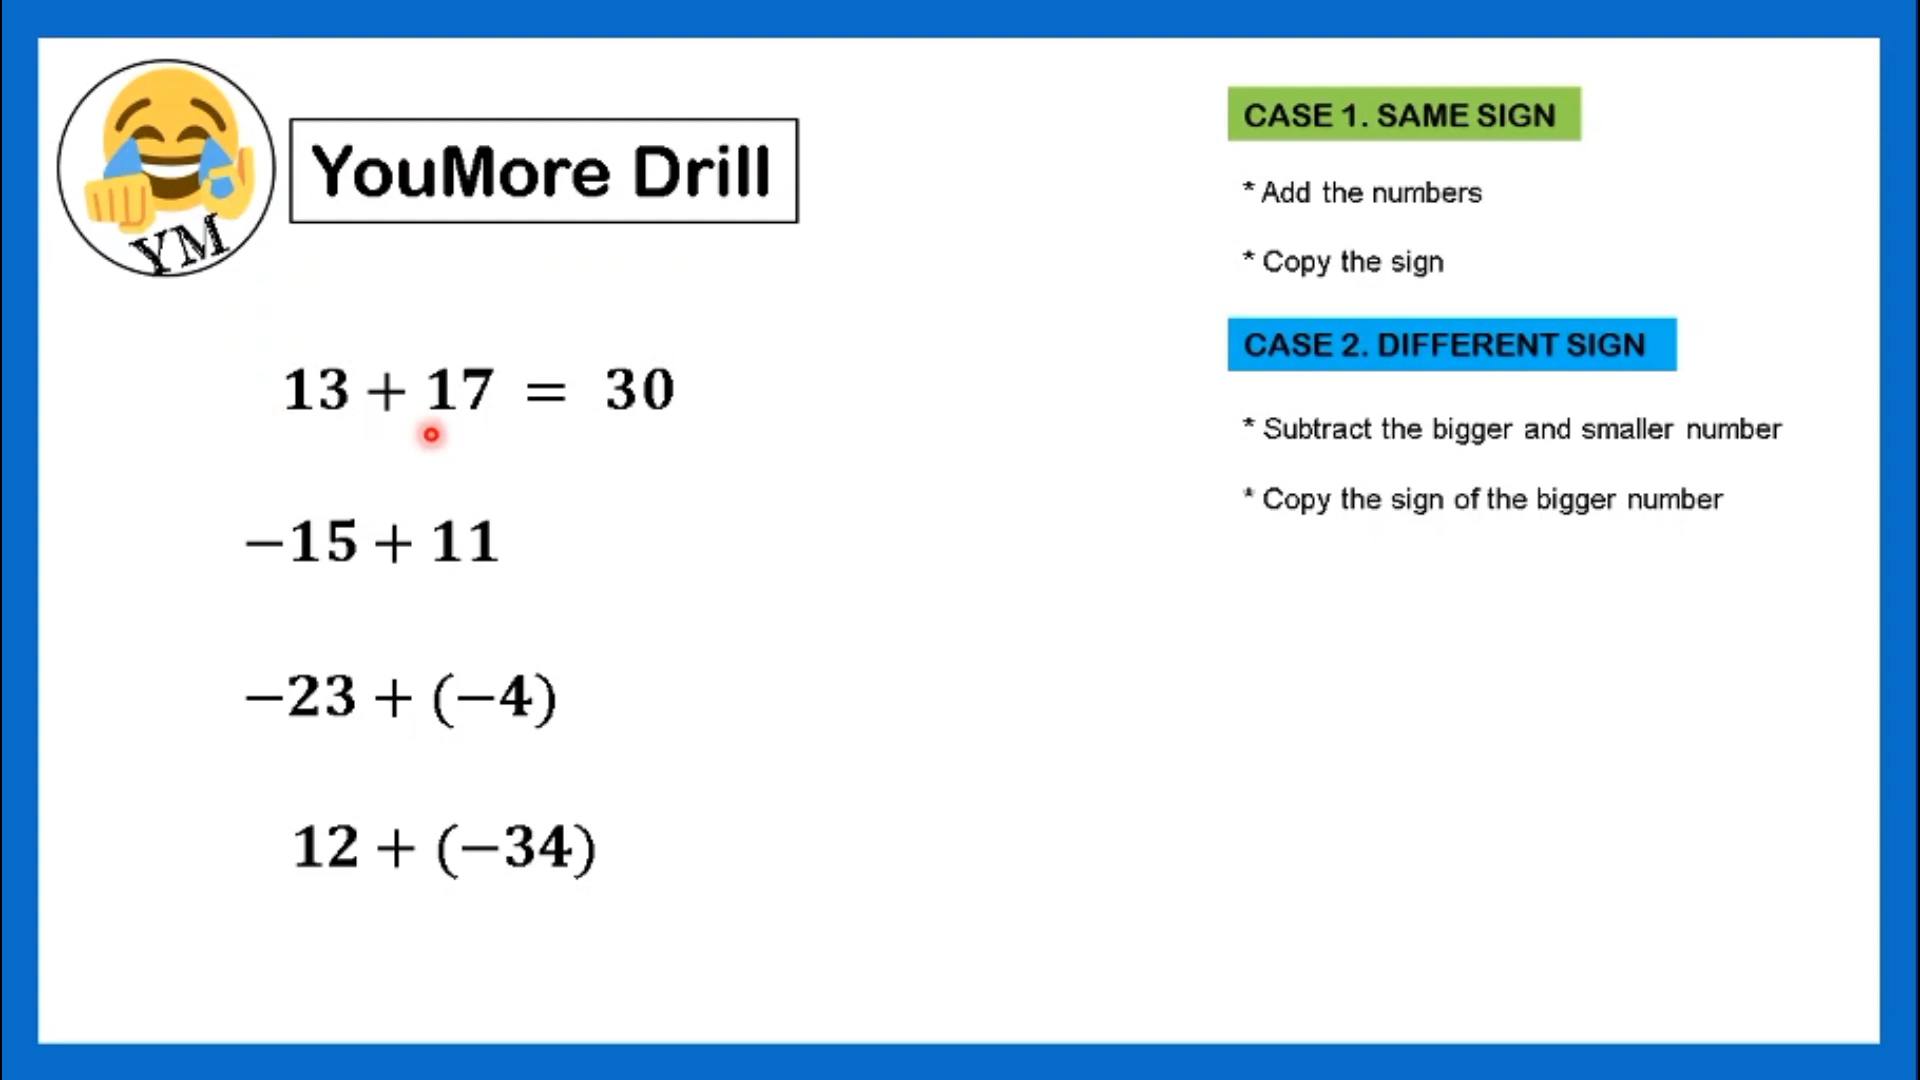 YM
YouMore Drill
13 + 17 = 30
−15 + 11
−23 + (−4)
12 + (−34)
CASE 1. SAME SIGN
* Add the numbers
* Copy the sign
CASE 2. DIFFERENT SIGN
* Subtract the bigger and smaller number
* Copy the sign of the bigger number